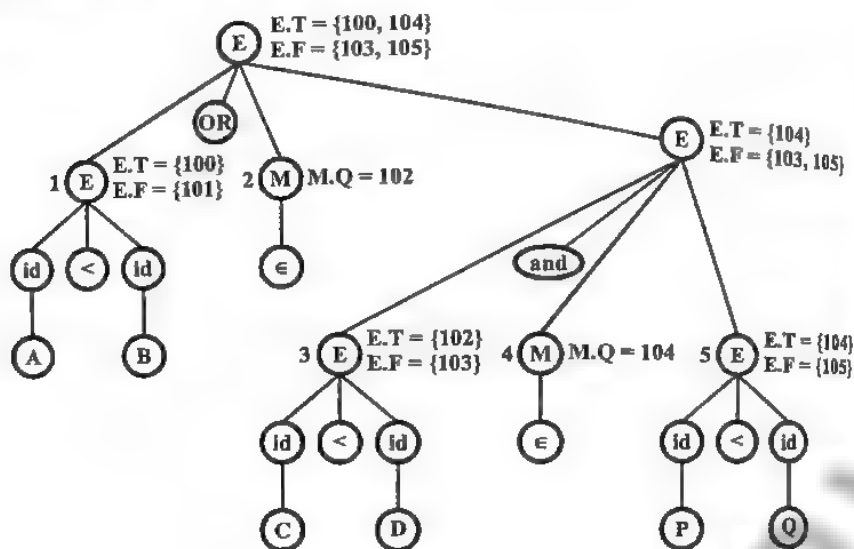 E E.T = {100, 104}
E.F = {103, 105}
OR
E E.T = {104}
E.F = {103, 105}
1 E E.T = {100}
E.F = {101}
2 M M.Q = 102
id < id
∈
and
A B
3 E E.T = {102}
E.F = {103}
4 M M.Q = 104
5 E E.T = {104}
E.F = {105}
id < id
∈
id < id
C D
P Q